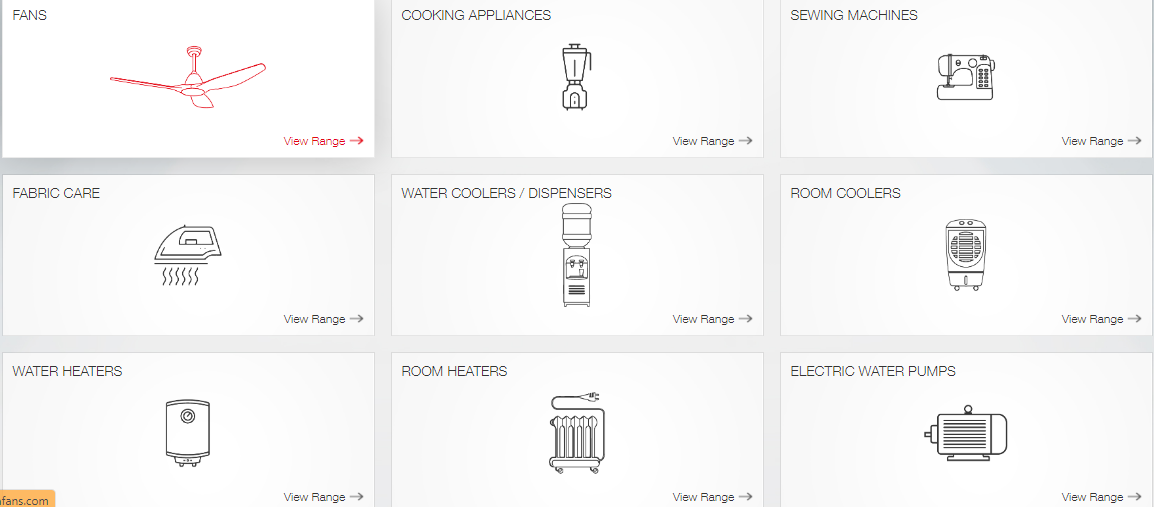 FANS
COOKING APPLIANCES
SEWING MACHINES
View Range
View Range
View Range
FABRIC CARE
WATER COOLERS / DISPENSERS
ROOM COOLERS
View Range
View Range
View Range
WATER HEATERS
ROOM HEATERS
ELECTRIC WATER PUMPS
fans.com
View Range
View Range
View Range